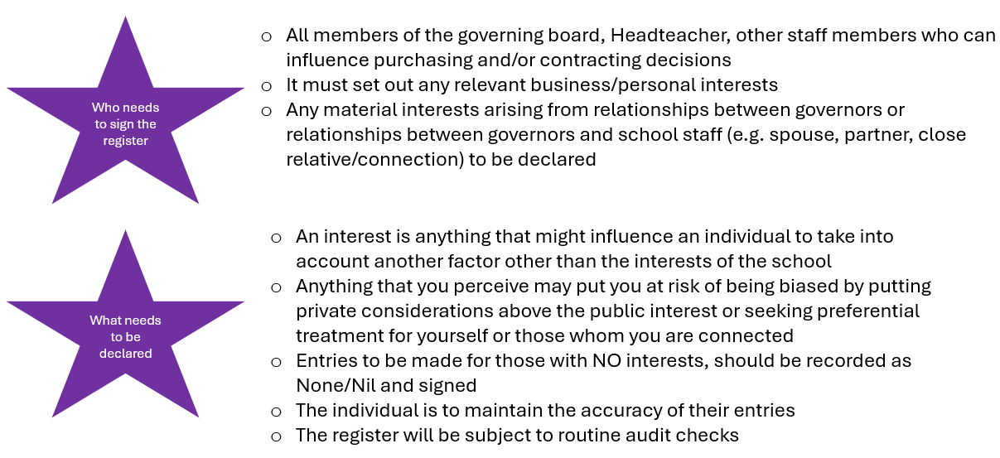 Who needs
to sign the
register
o All members of the governing board, Headteacher, other staff members who can
influence purchasing and/or contracting decisions
o It must set out any relevant business/personal interests
o Any material interests arising from relationships between governors or
relationships between governors and school staff (e.g. spouse, partner, close
relative/connection) to be declared
What needs
to be
declared
o An interest is anything that might influence an individual to take into
account another factor other than the interests of the school
o Anything that you perceive may put you at risk of being biased by putting
private considerations above the public interest or seeking preferential
treatment for yourself or those whom you are connected
o Entries to be made for those with NO interests, should be recorded as
None/Nil and signed
o The individual is to maintain the accuracy of their entries
o The register will be subject to routine audit checks